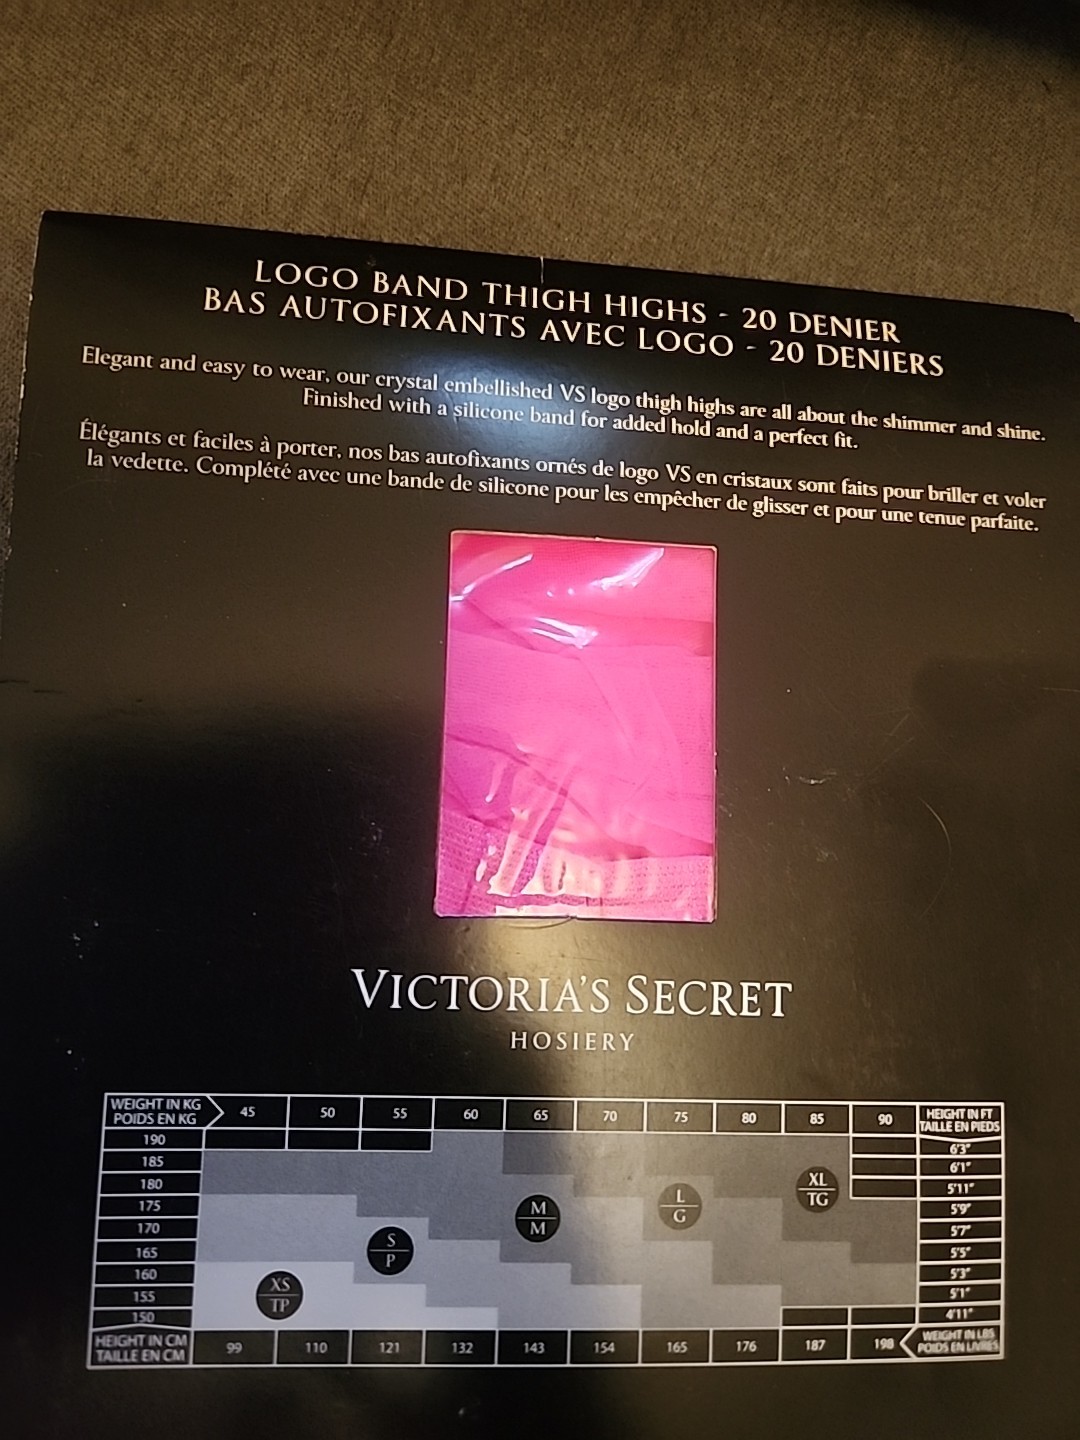 LOGO BAND THIGH HIGHS - 20 DENIER
BAS AUTOFIXANTS AVEC LOGO - 20 DENIERS
Elegant and easy to wear, our crystal embellished VS logo thigh highs are all about the shimmer and shine.
Finished with a silicone band for added hold and a perfect fit.
Élégants et faciles à porter, nos bas autofixants ornés de logo VS en cristaux sont faits pour briller et voler
la vedette. Complété avec une bande de silicone pour les empêcher de glisser et pour une tenue parfaite.
VICTORIA'S SECRET
HOSIERY
WEIGHT IN KG 45 50 55 60 65 70 75 80 85 90 HEIGHT IN FT
POIDS EN KG TAILLE EN PIEDS
190 6'3"
185 6'1"
180 XL 5'11"
175 M L TG 5'9"
170 S M G 5'7"
165 P 5'5"
160 XS 5'3"
155 TP 5'1"
150 4'11"
HEIGHT IN CM 99 110 121 132 143 154 165 176 187 198 WEIGHT IN LBS
TAILLE EN CM POIDS EN LIVRES